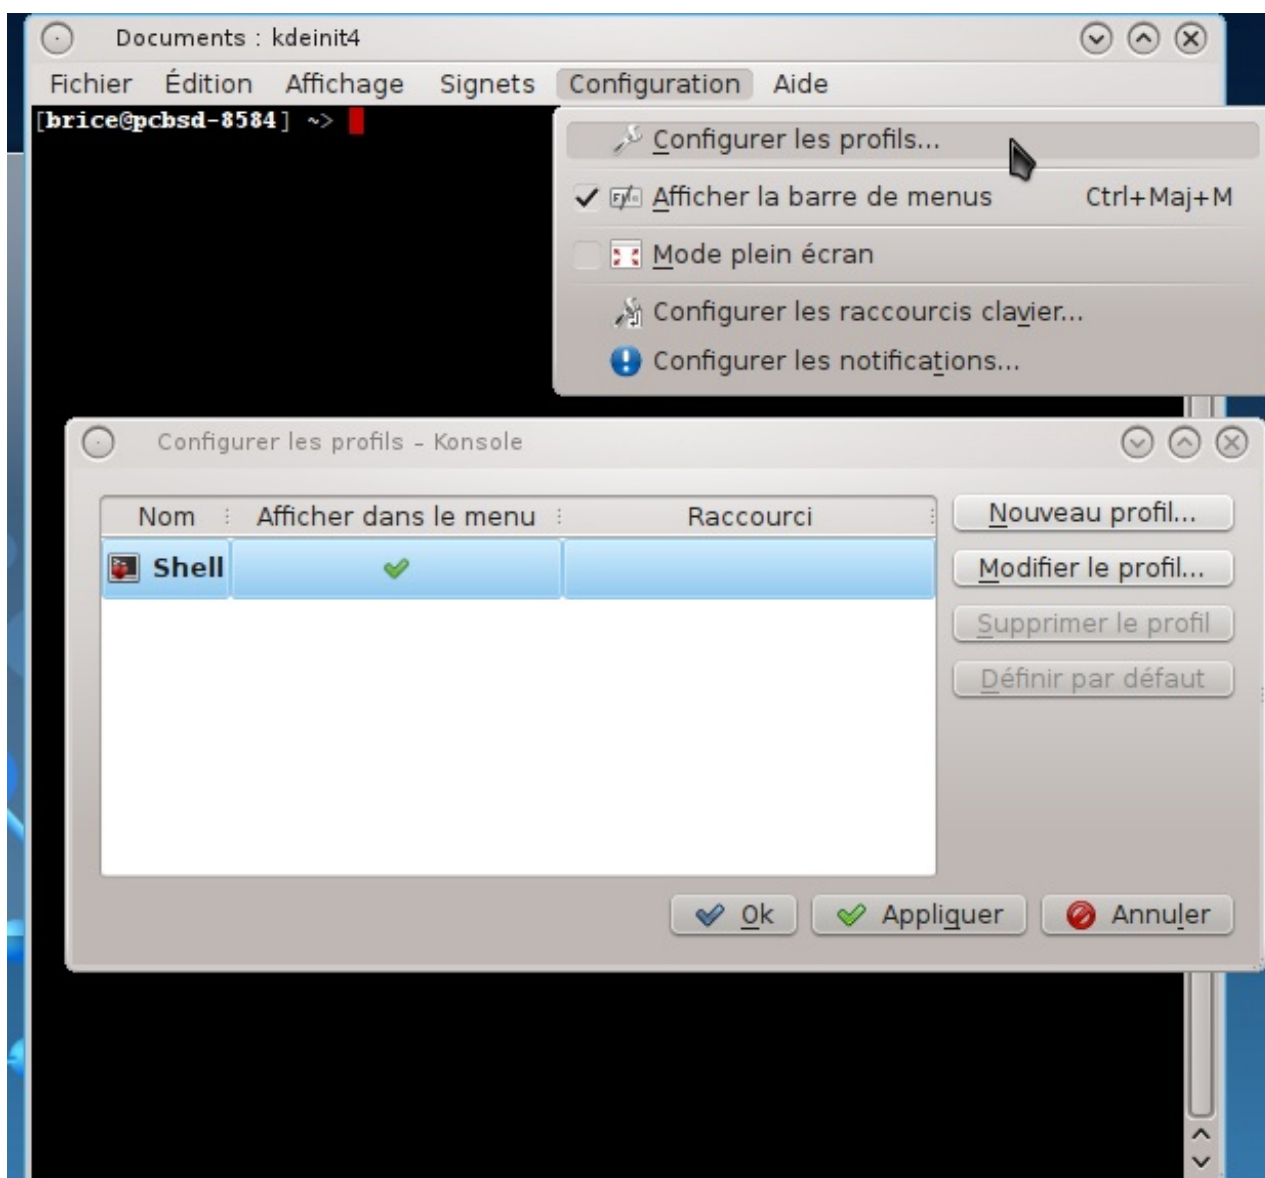 Documents : kdeinit4
Fichier Édition Affichage Signets Configuration Aide
[brice@pcbsd-8584] ~>
Configurer les profils...
Afficher la barre de menus Ctrl+Maj+M
Mode plein écran
Configurer les raccourcis clavier...
Configurer les notifications...
Configurer les profils – Konsole
Nom Afficher dans le menu Raccourci
Shell
Nouveau profil...
Modifier le profil...
Supprimer le profil
Définir par défaut
Ok Appliquer Annuler